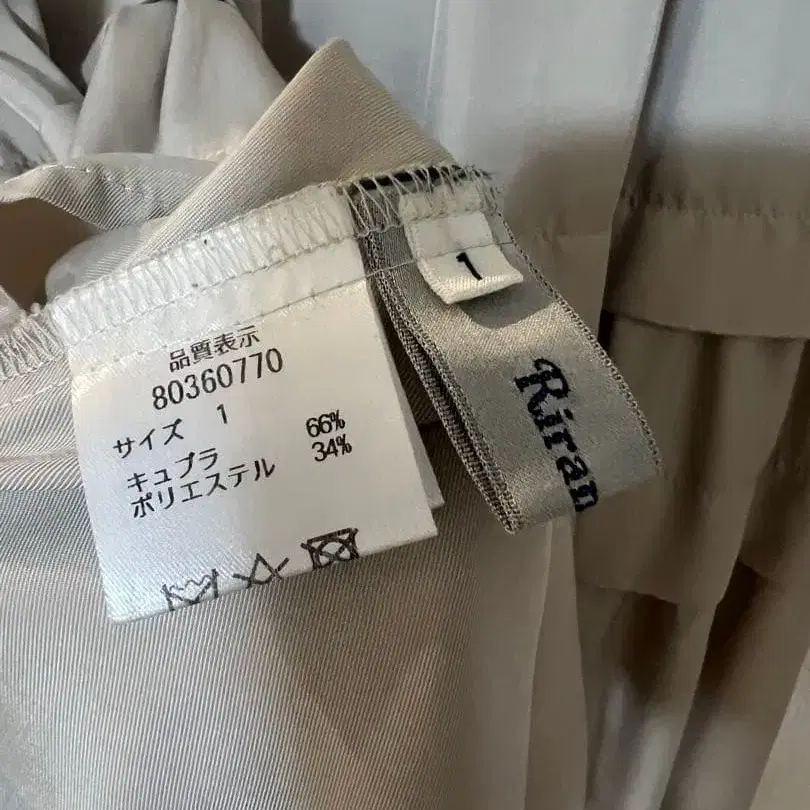 品質表示
80360770
サイズ 1
キュプラ 66%
ポリエステル 34%
1
Riran